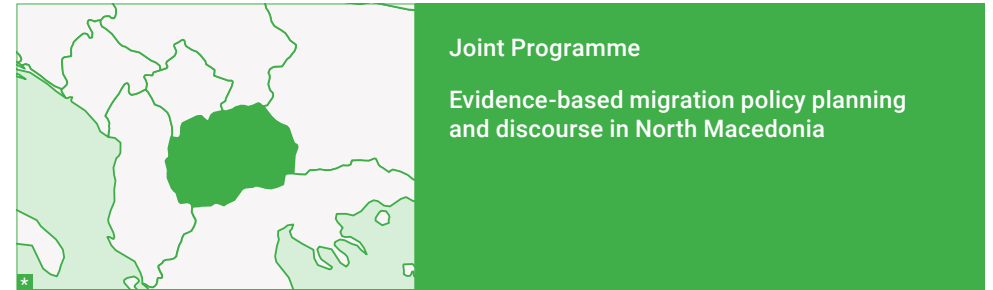 Joint Programme
Evidence-based migration policy planning
and discourse in North Macedonia
*